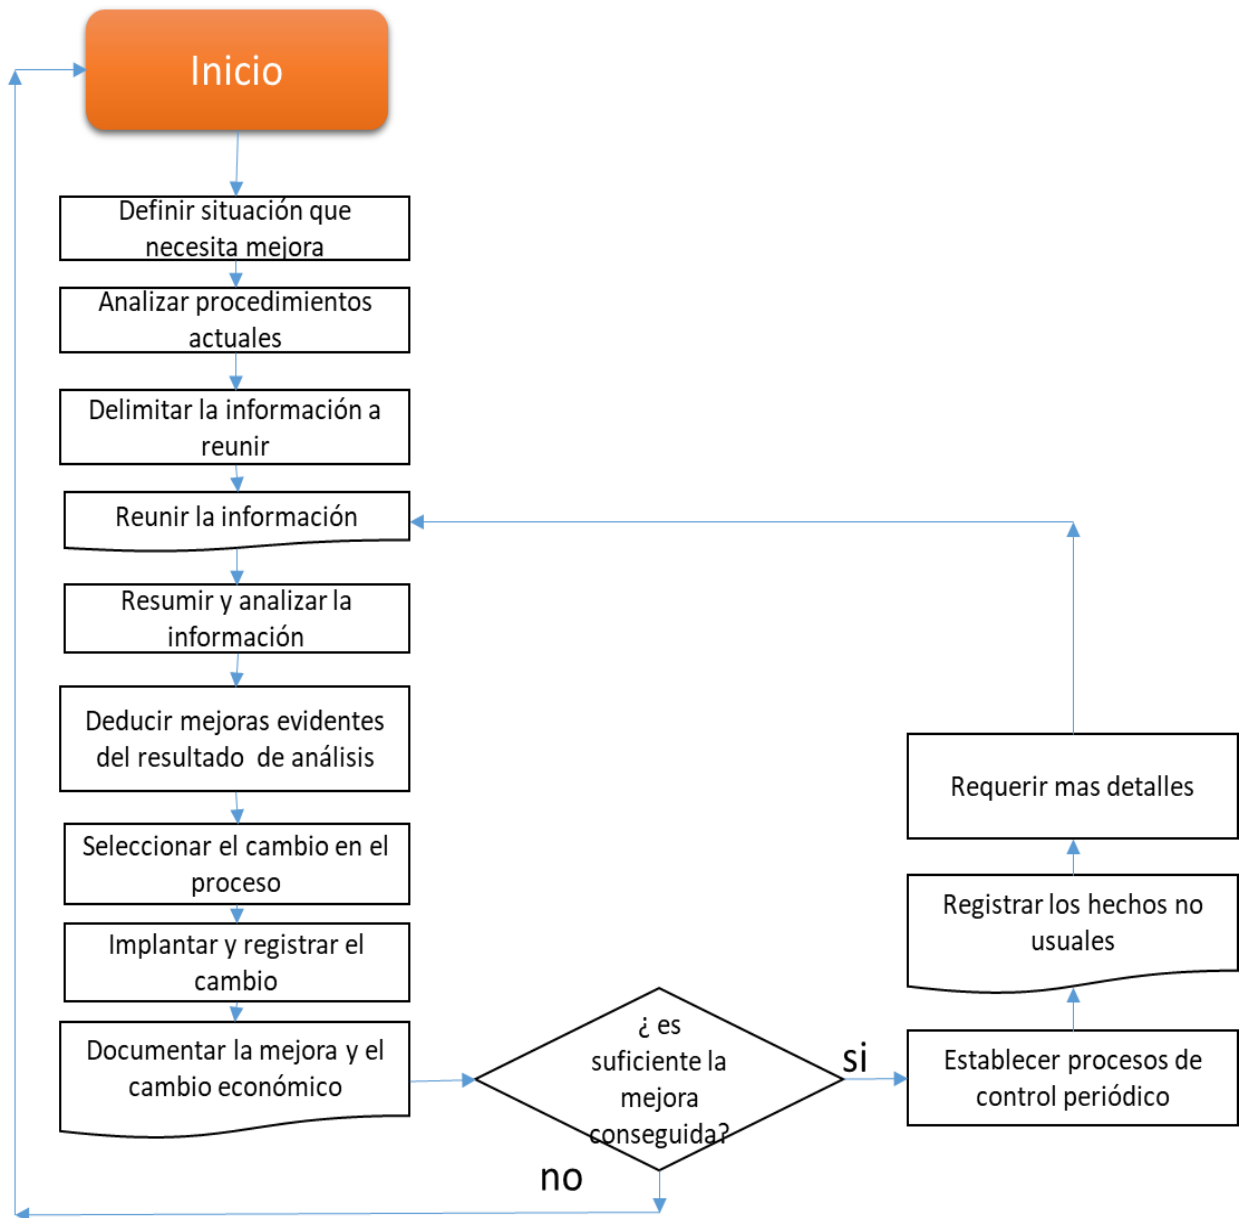 Inicio
Definir situación que
necesita mejora
Analizar procedimientos
actuales
Delimitar la información a
reunir
Reunir la información
Resumir y analizar la
información
Deducir mejoras evidentes
del resultado de análisis
Seleccionar el cambio en el
proceso
Implantar y registrar el
cambio
Documentar la mejora y el
cambio económico
¿ es
suficiente la
mejora
conseguida?
si
no
Establecer procesos de
control periódico
Registrar los hechos no
usuales
Requerir mas detalles